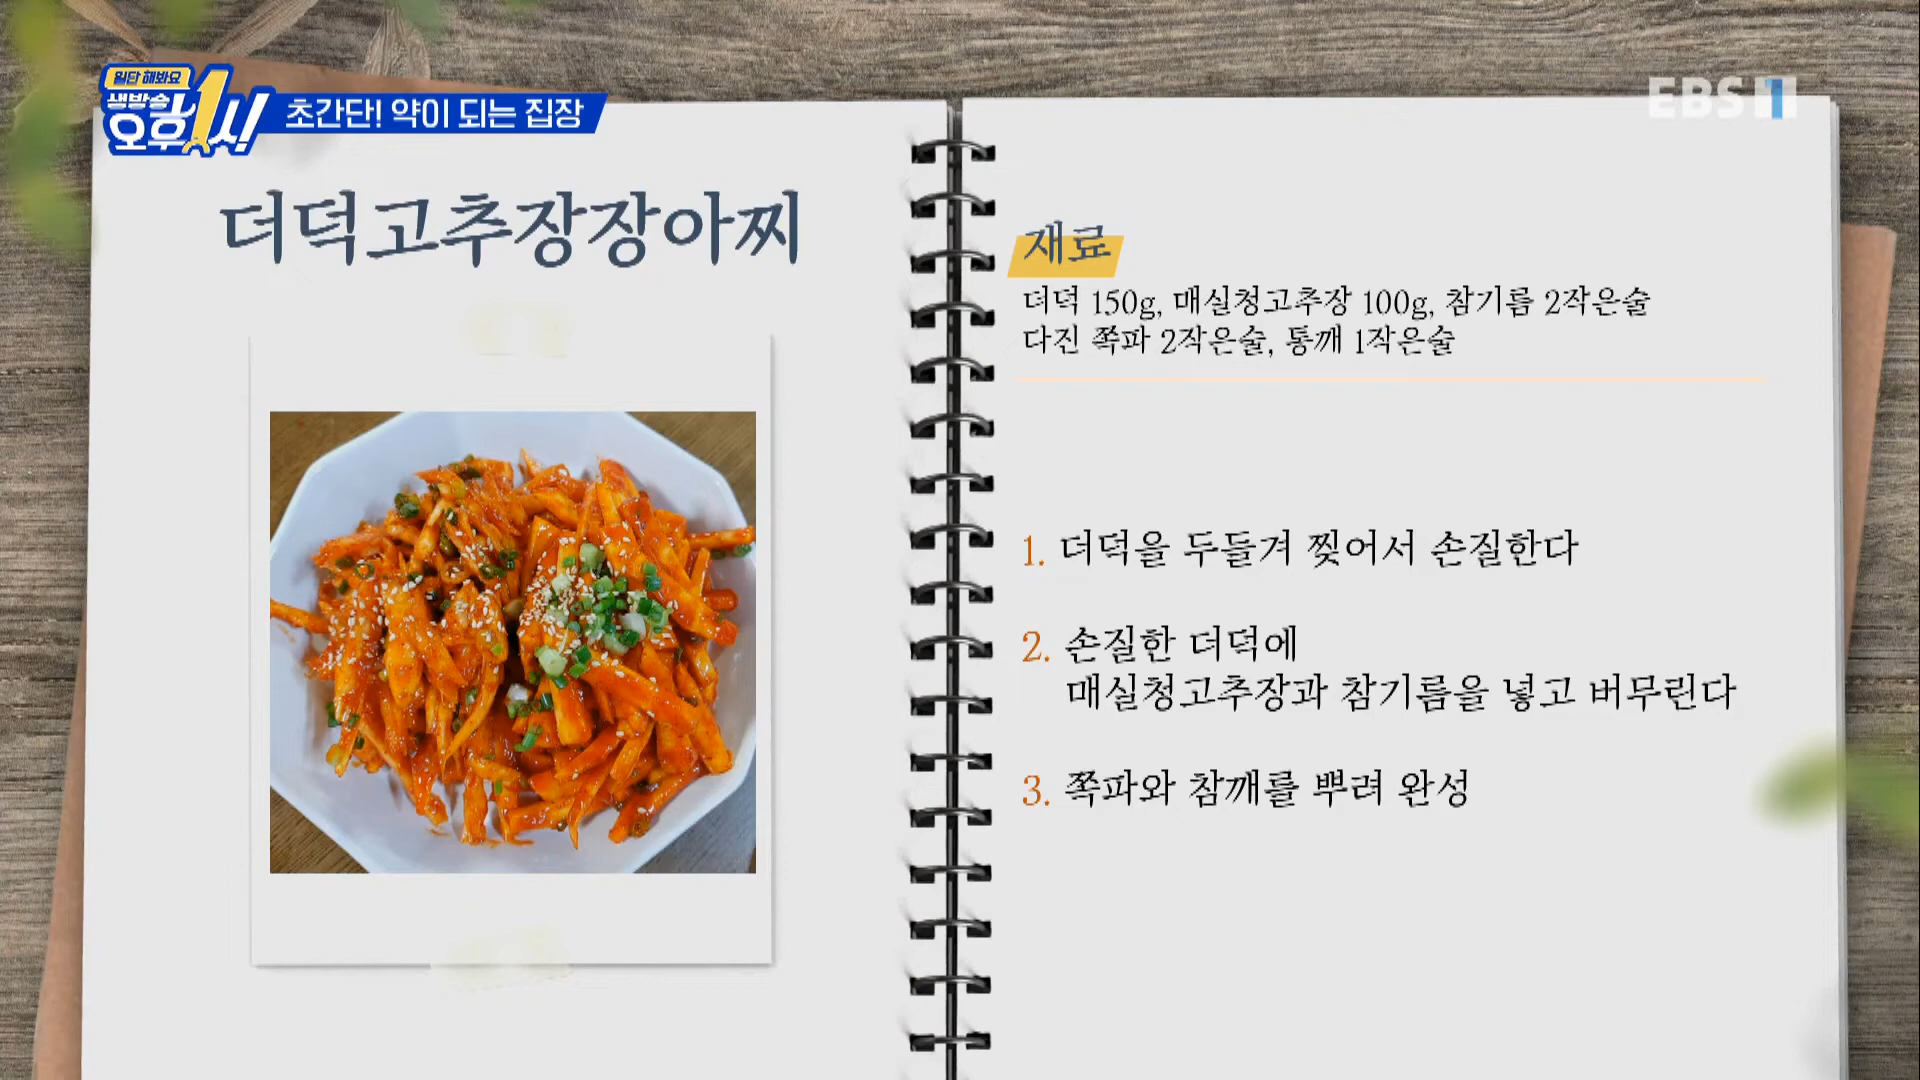 일단 해봐요
생방송
오후1시!
초간단! 약이 되는 집장
EBS 1
더덕고추장장아찌
재료
더덕 150g, 매실청고추장 100g, 참기름 2작은술
다진 쪽파 2작은술, 통깨 1작은술
1. 더덕을 두들겨 찢어서 손질한다
2. 손질한 더덕에
매실청고추장과 참기름을 넣고 버무린다
3. 쪽파와 참깨를 뿌려 완성